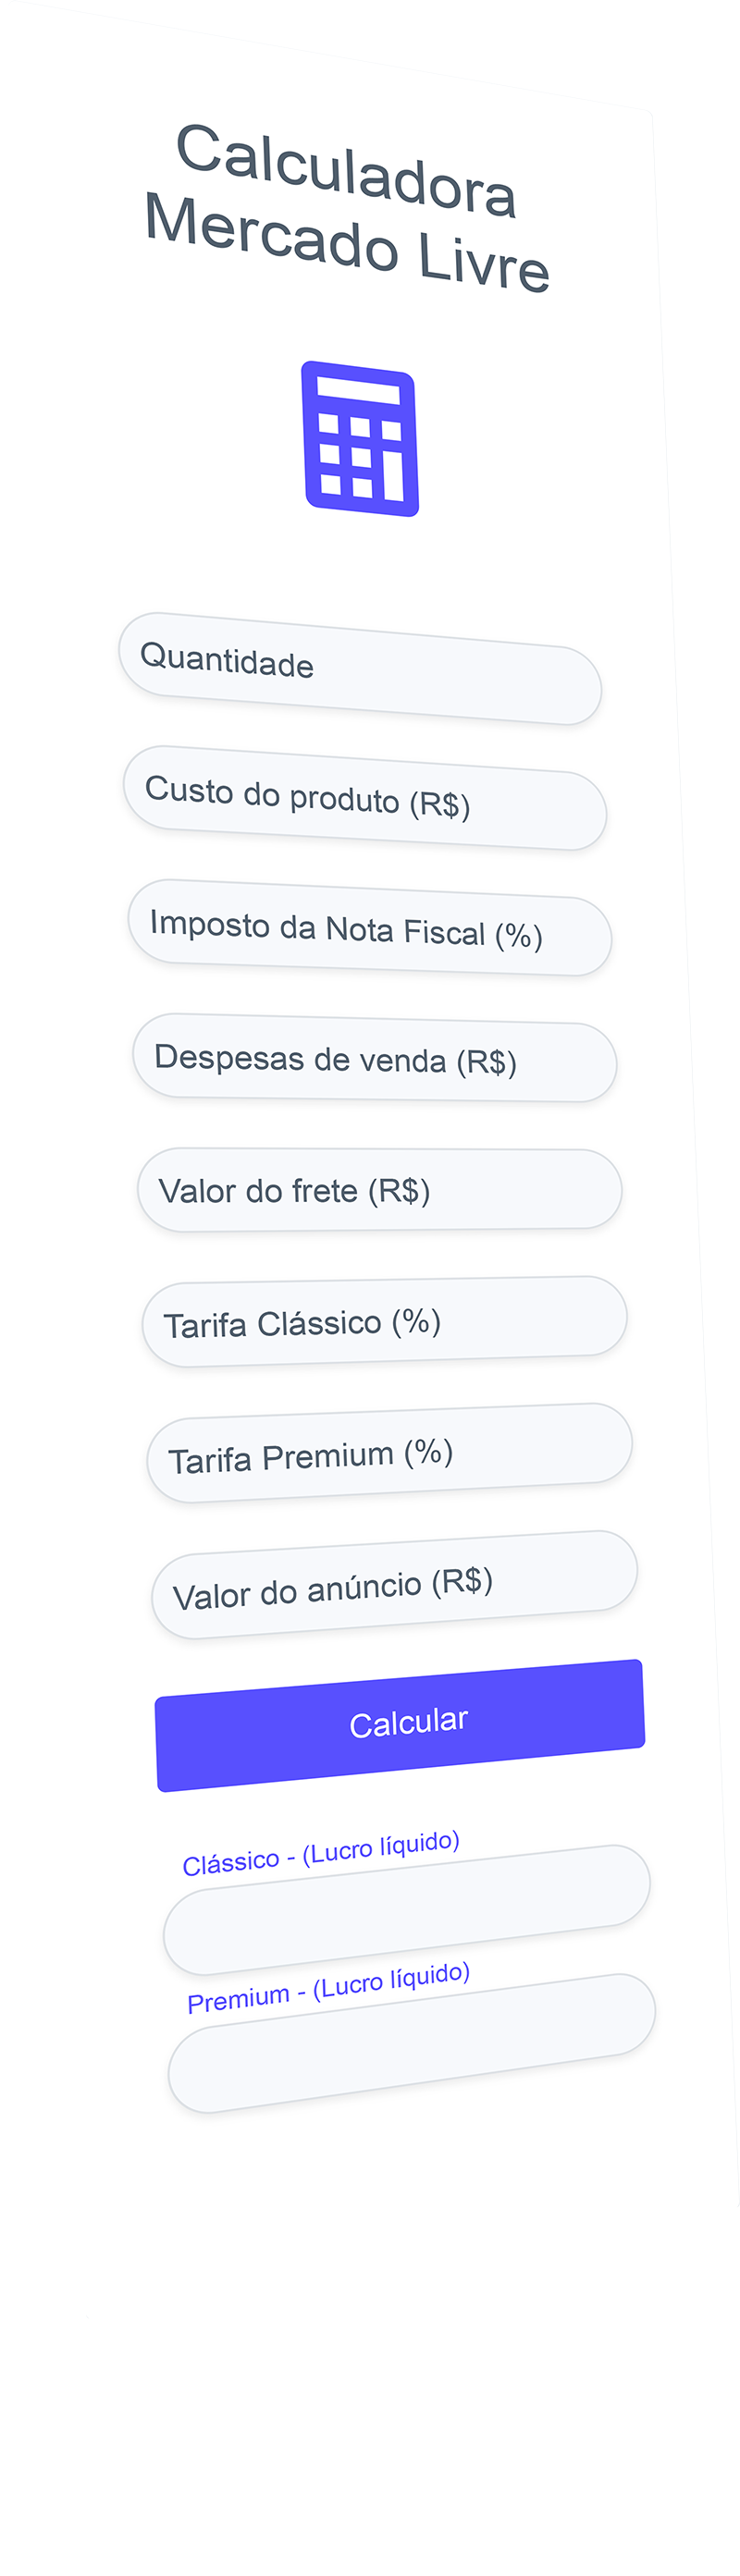 Calculadora
Mercado Livre
Quantidade
Custo do produto (R$)
Imposto da Nota Fiscal (%)
Despesas de venda (R$)
Valor do frete (R$)
Tarifa Clássico (%)
Tarifa Premium (%)
Valor do anúncio (R$)
Calcular
Clássico - (Lucro líquido)
Premium - (Lucro líquido)